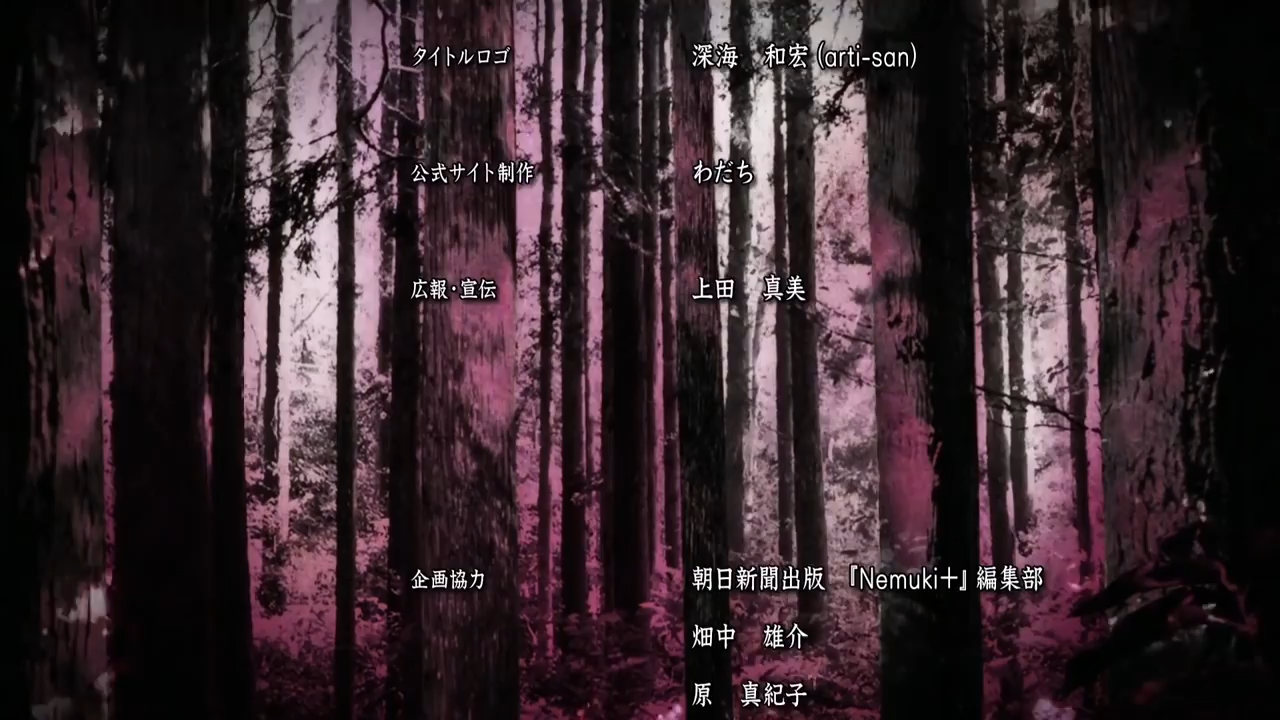 タイトルロゴ　深海　和宏 (arti-san)
公式サイト制作　わだち
広報・宣伝　上田　真美
企画協力　朝日新聞出版　『Nemuki＋』編集部
畑中　雄介
原　真紀子